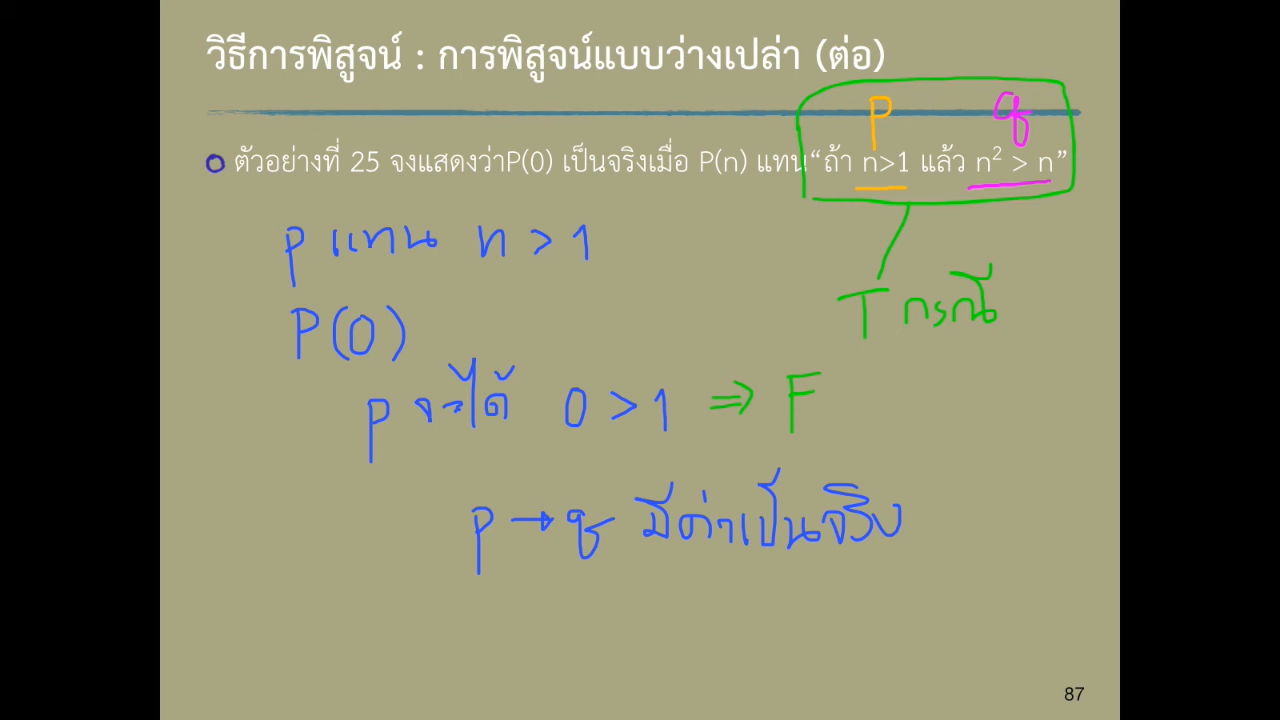 วิธีการพิสูจน์ : การพิสูจน์แบบว่างเปล่า (ต่อ)
p q
ตัวอย่างที่ 25 จงแสดงว่าP(0) เป็นจริงเมื่อ P(n) แทน“ถ้า n>1 แล้ว n² > n”
p แทน n > 1
T กรณี
P(0)
p จะได้ 0 > 1 ⇒ F
p → q มีค่าเป็นจริง
87